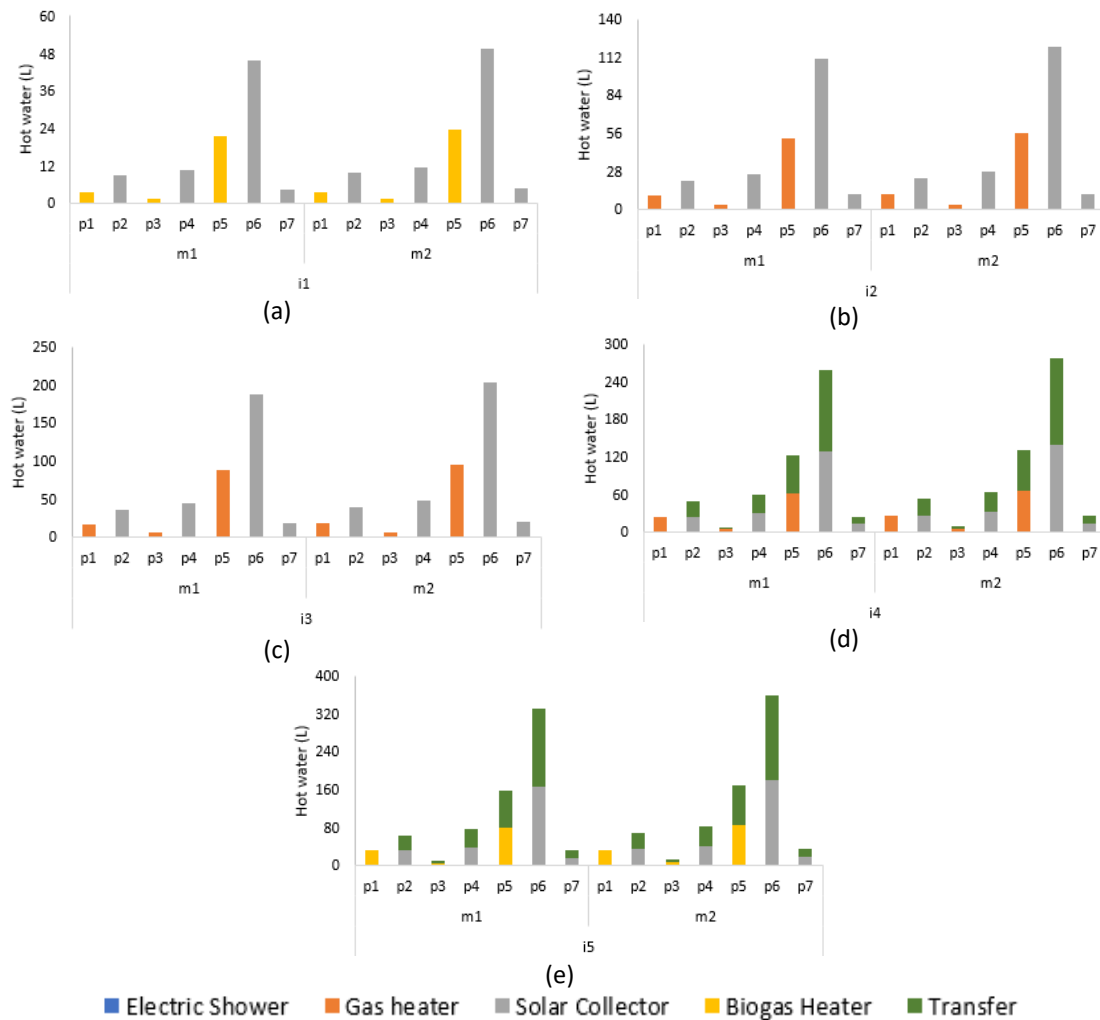 60
48
36
24
12
0
Hot water (L)
p1 p2 p3 p4 p5 p6 p7 p1 p2 p3 p4 p5 p6 p7
m1 m2
i1
(a)
140
112
84
56
28
0
Hot water (L)
p1 p2 p3 p4 p5 p6 p7 p1 p2 p3 p4 p5 p6 p7
m1 m2
i2
(b)
250
200
150
100
50
0
Hot water (L)
p1 p2 p3 p4 p5 p6 p7 p1 p2 p3 p4 p5 p6 p7
m1 m2
i3
(c)
300
240
180
120
60
0
Hot water (L)
p1 p2 p3 p4 p5 p6 p7 p1 p2 p3 p4 p5 p6 p7
m1 m2
i4
(d)
400
320
240
160
80
0
Hot water (L)
p1 p2 p3 p4 p5 p6 p7 p1 p2 p3 p4 p5 p6 p7
m1 m2
i5
(e)
Electric Shower Gas heater Solar Collector Biogas Heater Transfer